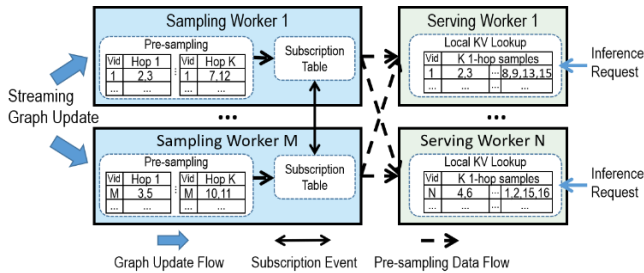 Sampling Worker 1
Pre-sampling
Vid Hop 1 Vid Hop K
1 2,3 1 7,12
... ... ... ...
Subscription
Table
Serving Worker 1
Local KV Lookup
Vid K 1-hop samples
1 2,3 ... 8,9,13,15
... ... ... ...
Inference
Request
Streaming
Graph Update
...
...
Sampling Worker M
Pre-sampling
Vid Hop 1 Vid Hop K
M 3,5 M 10,11
... ... ... ...
Subscription
Table
Serving Worker N
Local KV Lookup
Vid K 1-hop samples
N 4,6 ... 1,2,15,16
... ... ... ...
Inference
Request
Graph Update Flow
Subscription Event
Pre-sampling Data Flow